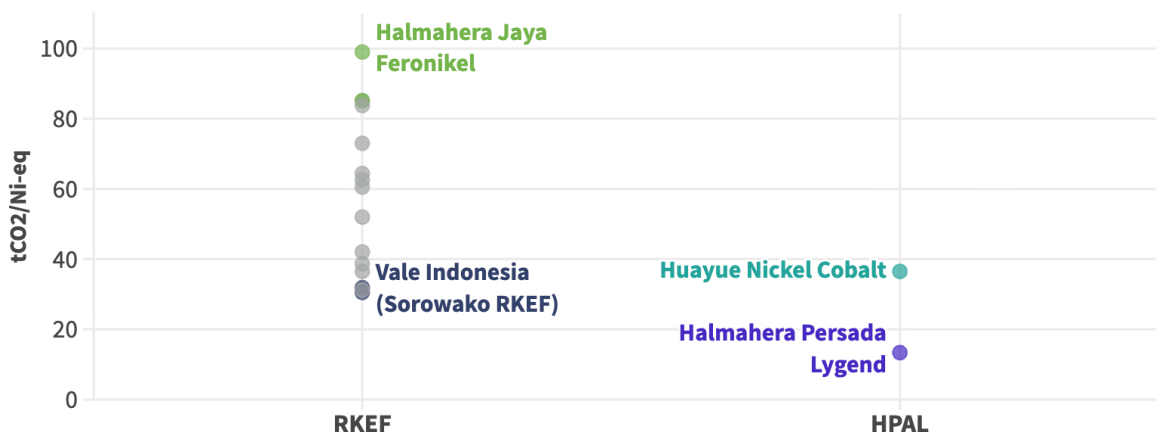 Halmahera Jaya
Feronikel
100
80
60
40
20
0
tCO2/Ni-eq
Vale Indonesia
(Sorowako RKEF)
Huayue Nickel Cobalt
Halmahera Persada
Lygend
RKEF
HPAL